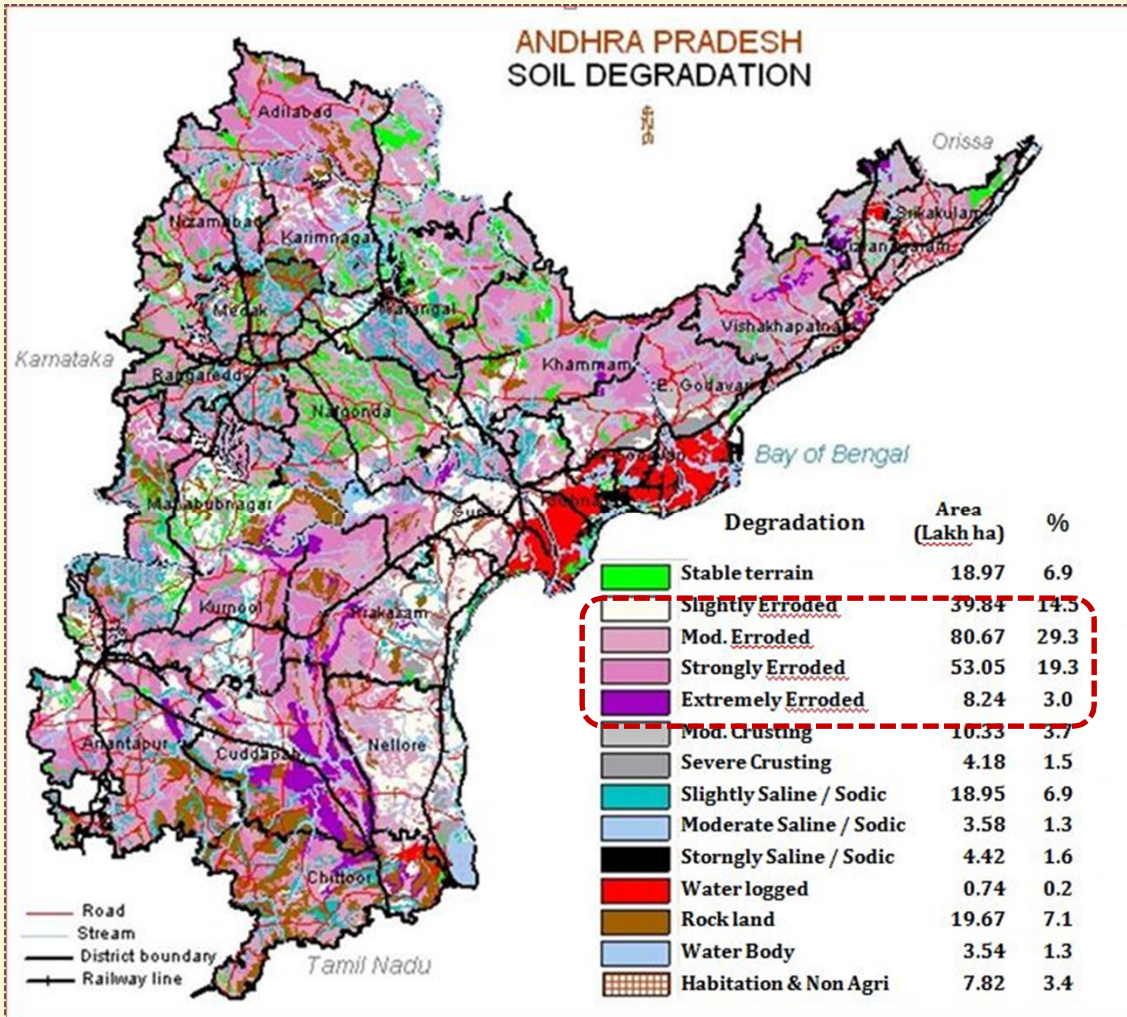 ANDHRA PRADESH
SOIL DEGRADATION
Orissa
Adilabad
Srikakulam
Nizamabad
Karimnagar
Medak
Warangal
Vishakhapatnam
Karnataka
Khammam
Rangareddy
E. Godavari
Nalgonda
Bay of Bengal
Mahabubnagar
Guntur
Kurnool
Prakasam
Anantapur
Cuddapah
Nellore
Chittoor
Tamil Nadu
Degradation Area (Lakh ha) %
Stable terrain 18.97 6.9
Slightly Erroded 39.84 14.5
Mod. Erroded 80.67 29.3
Strongly Erroded 53.05 19.3
Extremely Erroded 8.24 3.0
Mod. Crusting 10.33 3.7
Severe Crusting 4.18 1.5
Slightly Saline / Sodic 18.95 6.9
Moderate Saline / Sodic 3.58 1.3
Storngly Saline / Sodic 4.42 1.6
Water logged 0.74 0.2
Rock land 19.67 7.1
Water Body 3.54 1.3
Habitation & Non Agri 7.82 3.4
Road
Stream
District boundary
Railway line